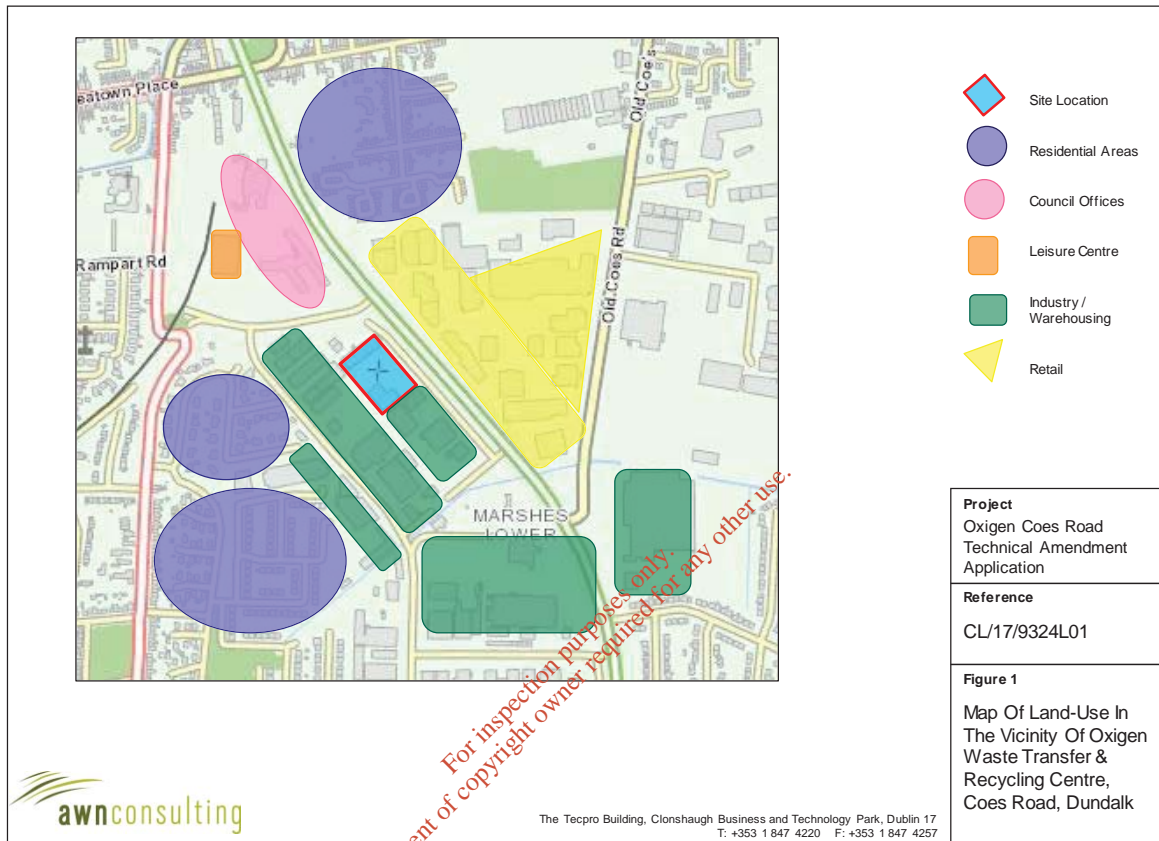 eatown Place
Old Coe's
Rampart Rd
Old Coes Rd
MARSHES
LOWER
Site Location
Residential Areas
Council Offices
Leisure Centre
Industry /
Warehousing
Retail
For inspection purposes only.
ent of copyright owner required for any other use.
Project
Oxigen Coes Road
Technical Amendment
Application
Reference
CL/17/9324L01
Figure 1
Map Of Land-Use In
The Vicinity Of Oxigen
Waste Transfer &
Recycling Centre,
Coes Road, Dundalk
awnconsulting
The Tecpro Building, Clonshaugh Business and Technology Park, Dublin 17
T: +353 1 847 4220 F: +353 1 847 4257